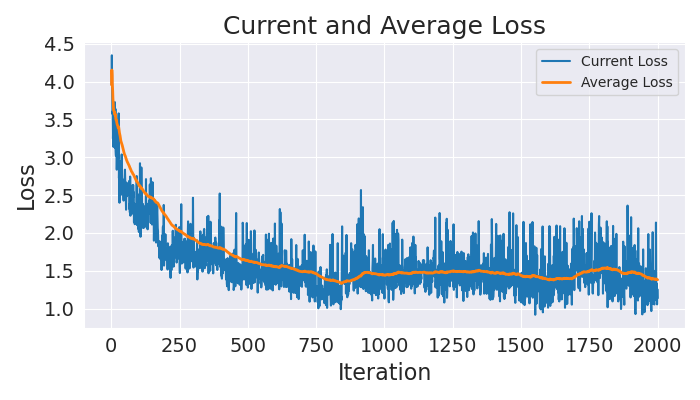 Current and Average Loss
4.5
4.0
3.5
3.0
2.5
2.0
1.5
1.0
Loss
Current Loss
Average Loss
0 250 500 750 1000 1250 1500 1750 2000
Iteration